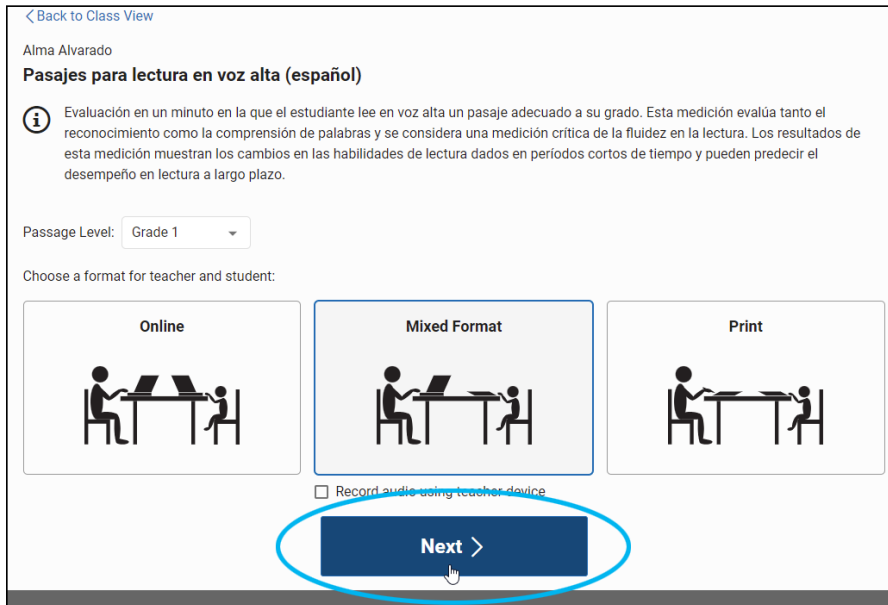 Back to Class View
Alma Alvarado
Pasajes para lectura en voz alta (español)
Evaluación en un minuto en la que el estudiante lee en voz alta un pasaje adecuado a su grado. Esta medición evalúa tanto el
reconocimiento como la comprensión de palabras y se considera una medición crítica de la fluidez en la lectura. Los resultados de
esta medición muestran los cambios en las habilidades de lectura dados en períodos cortos de tiempo y pueden predecir el
desempeño en lectura a largo plazo.
Passage Level: Grade 1
Choose a format for teacher and student:
Online Mixed Format Print
Record audio using teacher device
Next